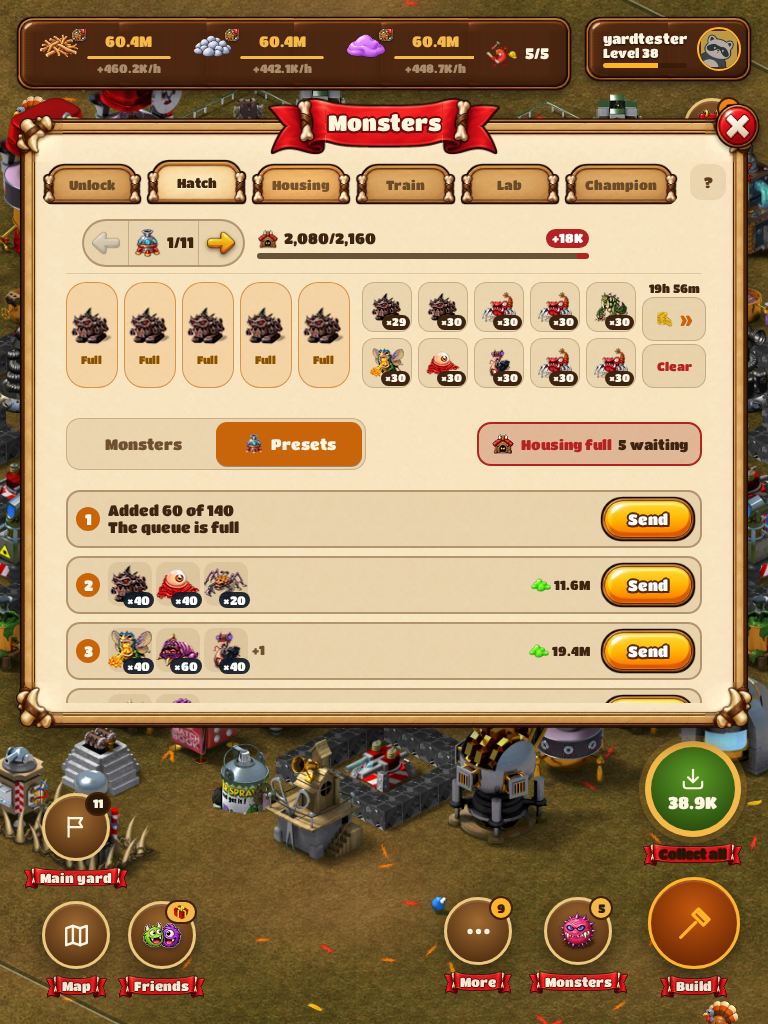 60.4M
+460.2K/h
60.4M
+442.1K/h
60.4M
+448.7K/h
5/5
yardtester
Level 38
Monsters
Unlock
Hatch
Housing
Train
Lab
Champion
?
1/11
2,080/2,160
+18K
Full
Full
Full
Full
Full
×29
×30
×30
×30
×30
19h 56m
×30
×30
×30
×30
×30
Clear
Monsters
Presets
Housing full 5 waiting
1
Added 60 of 140
The queue is full
Send
2
×40
×40
×20
11.6M
Send
3
×40
×60
×40
+1
19.4M
Send
SPRAY
11
Main yard
38.9K
Collect all
Map
Friends
9
More
5
Monsters
Build